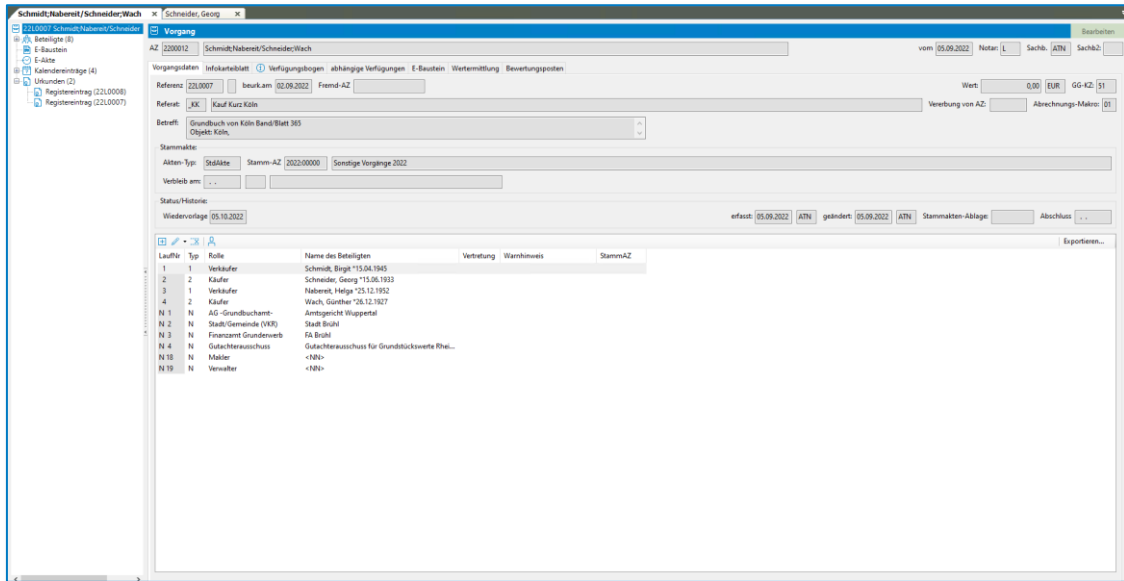 Schmidt;Nabereit/Schneider;Wach x Schneider, Georg x
22L0007 Schmidt;Nabereit/Schneider
Beteiligte (8)
E-Baustein
E-Akte
Kalendereinträge (4)
Urkunden (2)
Registereintrag (22L0008)
Registereintrag (22L0007)
Vorgang Bearbeiten
AZ 2200012 Schmidt;Nabereit/Schneider;Wach vom 05.09.2022 Notar: L Sachb. ATN Sachb2:
Vorgangsdaten Infokarteiblatt Verfügungsbogen abhängige Verfügungen E-Baustein Wertermittlung Bewertungsposten
Referenz 22L0007 beurk.am 02.09.2022 Fremd-AZ Wert: 0,00 EUR GG-KZ: 51
Referat: _KK Kauf Kurz Köln Vererbung von AZ: Abrechnungs-Makro: 01
Betreff: Grundbuch von Köln Band/Blatt 365
Objekt: Köln,
Stammakte:
Akten-Typ: StdAkte Stamm-AZ 2022:00000 Sonstige Vorgänge 2022
Verbleib am: . .
Status/Historie:
Wiedervorlage 05.10.2022 erfasst: 05.09.2022 ATN geändert: 05.09.2022 ATN Stammakten-Ablage: Abschluss . .
Exportieren...
LaufNr Typ Rolle Name des Beteiligten Vertretung Warnhinweis StammAZ
1 1 Verkäufer Schmidt, Birgit *15.04.1945
2 2 Käufer Schneider, Georg *15.06.1933
3 1 Verkäufer Nabereit, Helga *25.12.1952
4 2 Käufer Wach, Günther *26.12.1927
N 1 N AG -Grundbuchamt- Amtsgericht Wuppertal
N 2 N Stadt/Gemeinde (VKR) Stadt Brühl
N 3 N Finanzamt Grunderwerb FA Brühl
N 4 N Gutachterausschuss Gutachterausschuss für Grundstückswerte Rhei...
N 18 N Makler <NN>
N 19 N Verwalter <NN>